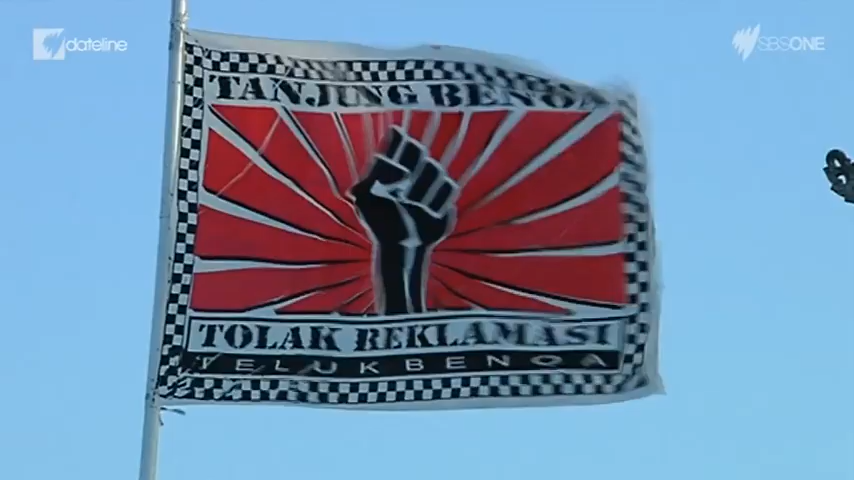 dateline
SBS ONE
TANJUNG BENOA
TOLAK REKLAMASI
TELUK BENOA